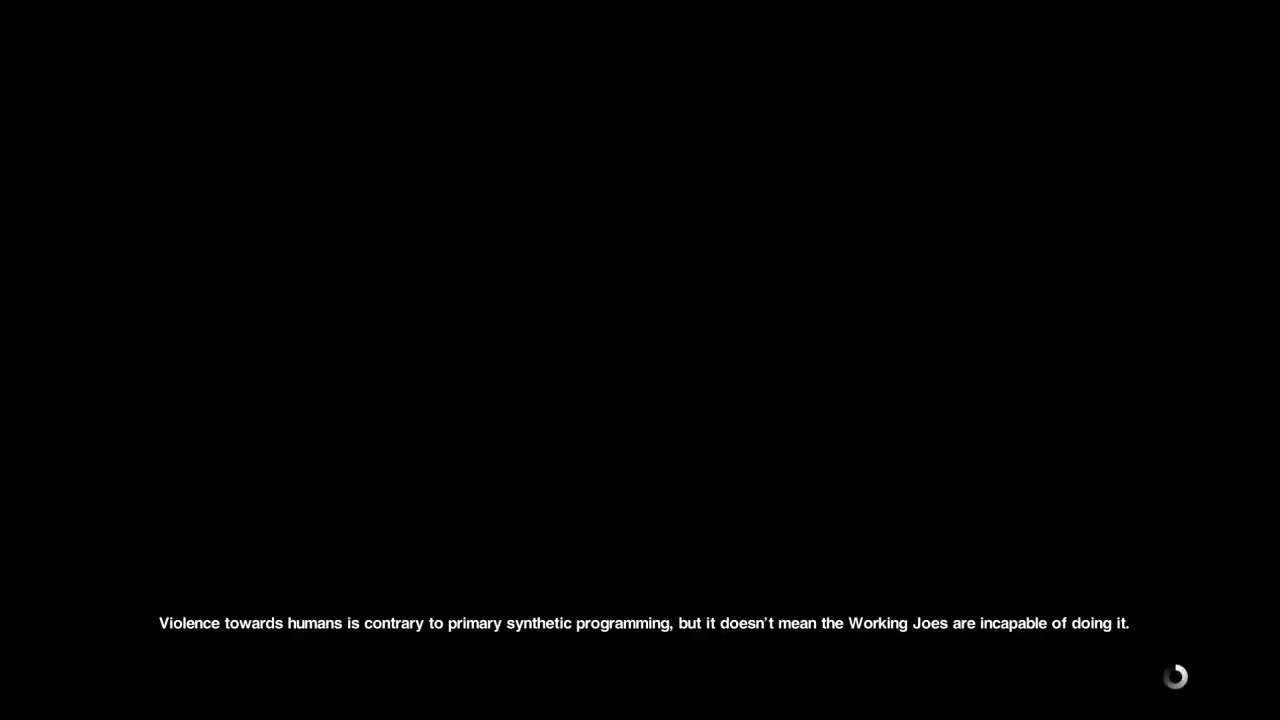 Violence towards humans is contrary to primary synthetic programming, but it doesn't mean the Working Joes are incapable of doing it.